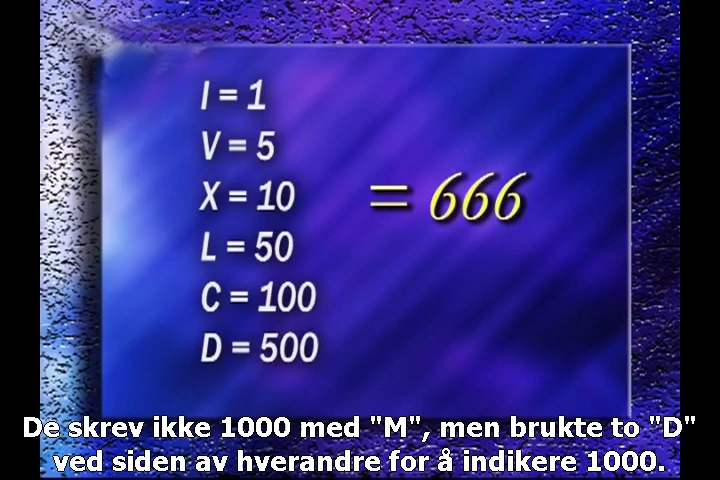 I = 1
V = 5
X = 10
L = 50
C = 100
D = 500
= 666
De skrev ikke 1000 med "M", men brukte to "D"
ved siden av hverandre for å indikere 1000.